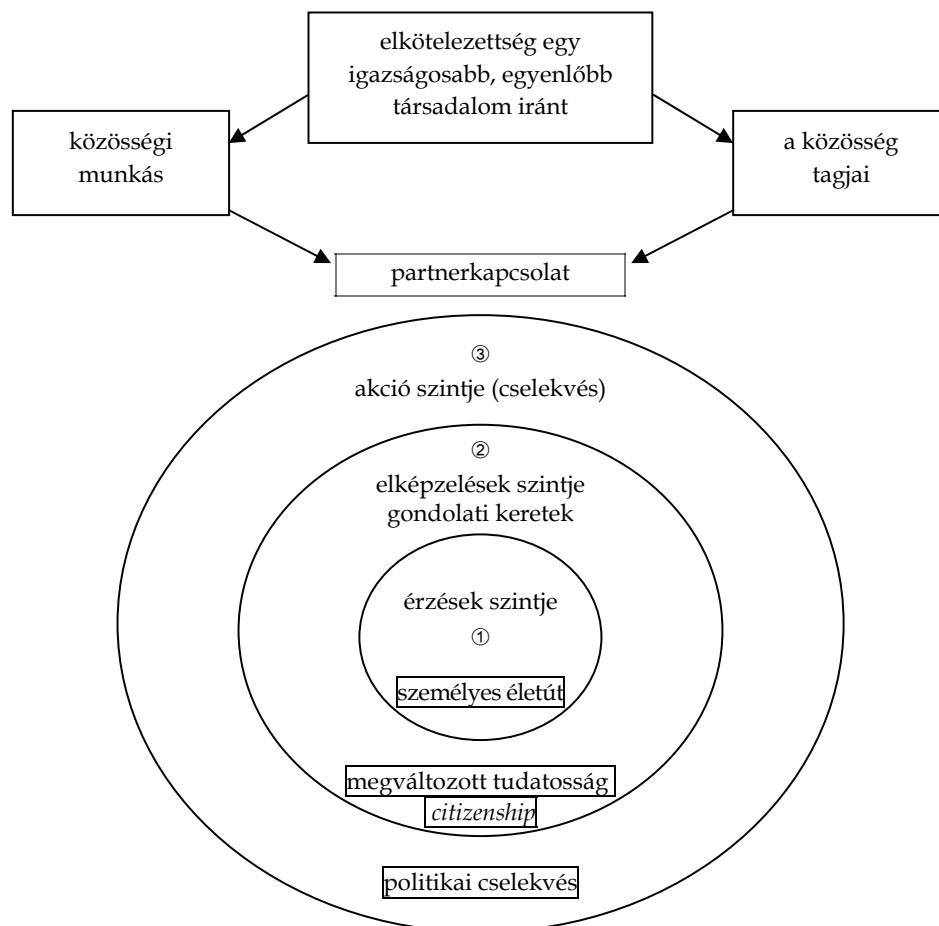 elkötelezettség egy
igazságosabb, egyenlőbb
társadalom iránt
közösségi
munkás
a közösség
tagjai
partnerkapcsolat
③
akció szintje (cselekvés)
②
elképzelések szintje
gondolati keretek
érzések szintje
①
személyes életút
megváltozott tudatosság
citizenship
politikai cselekvés